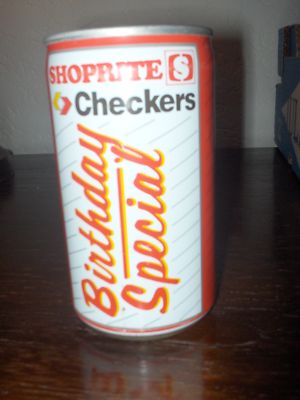 SHOPRITE S
Checkers
Birthday
Special